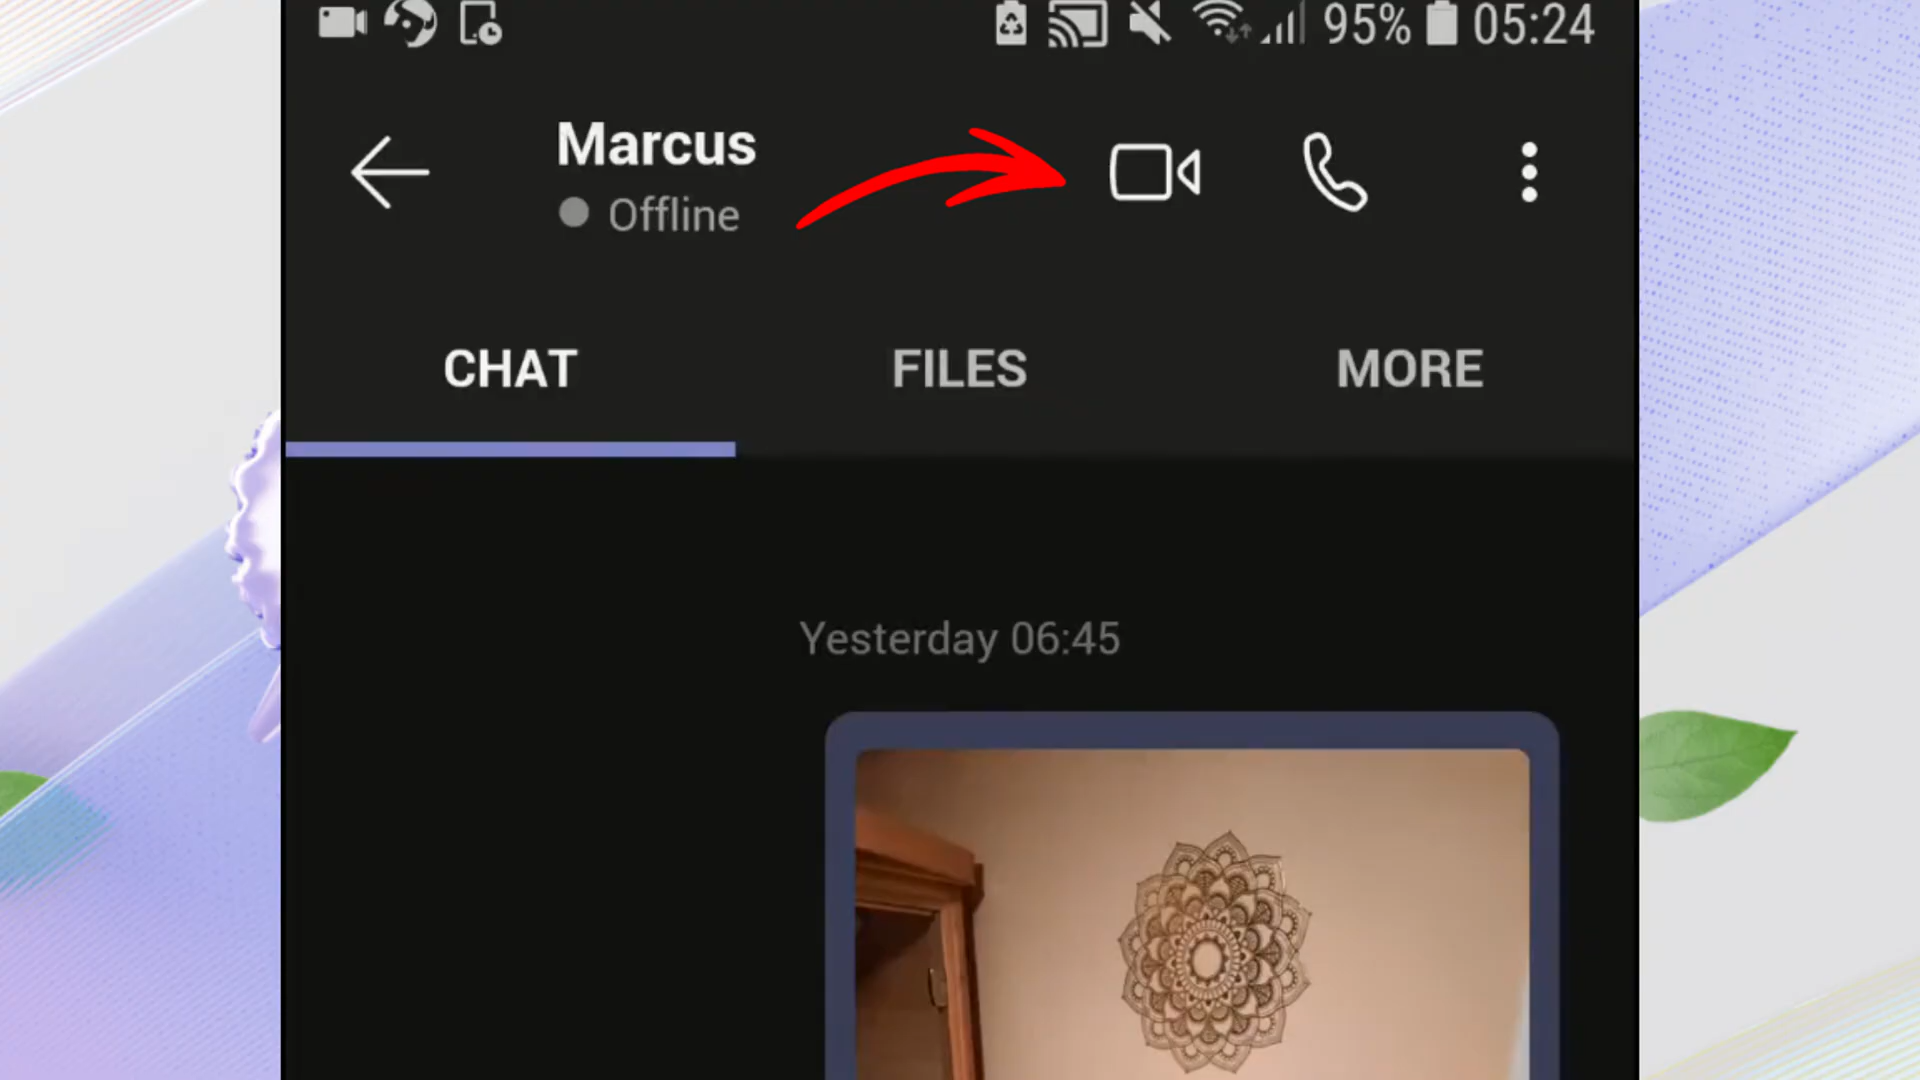 95% 05:24
Marcus
Offline
CHAT FILES MORE
Yesterday 06:45